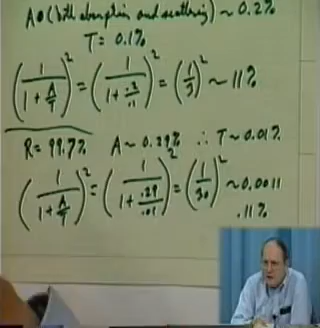 A≡(both absorption and scattering) ~ 0.2%
T = 0.1%
(1/(1+A/T))² = (1/(1+.2/.1))² = (1/3)² ~ 11%
R = 99.7% A ~ 0.29% ∴ T ~ 0.01%
(1/(1+A/T))² = (1/(1+.29/.01))² = (1/30)² ~ 0.0011
.11%